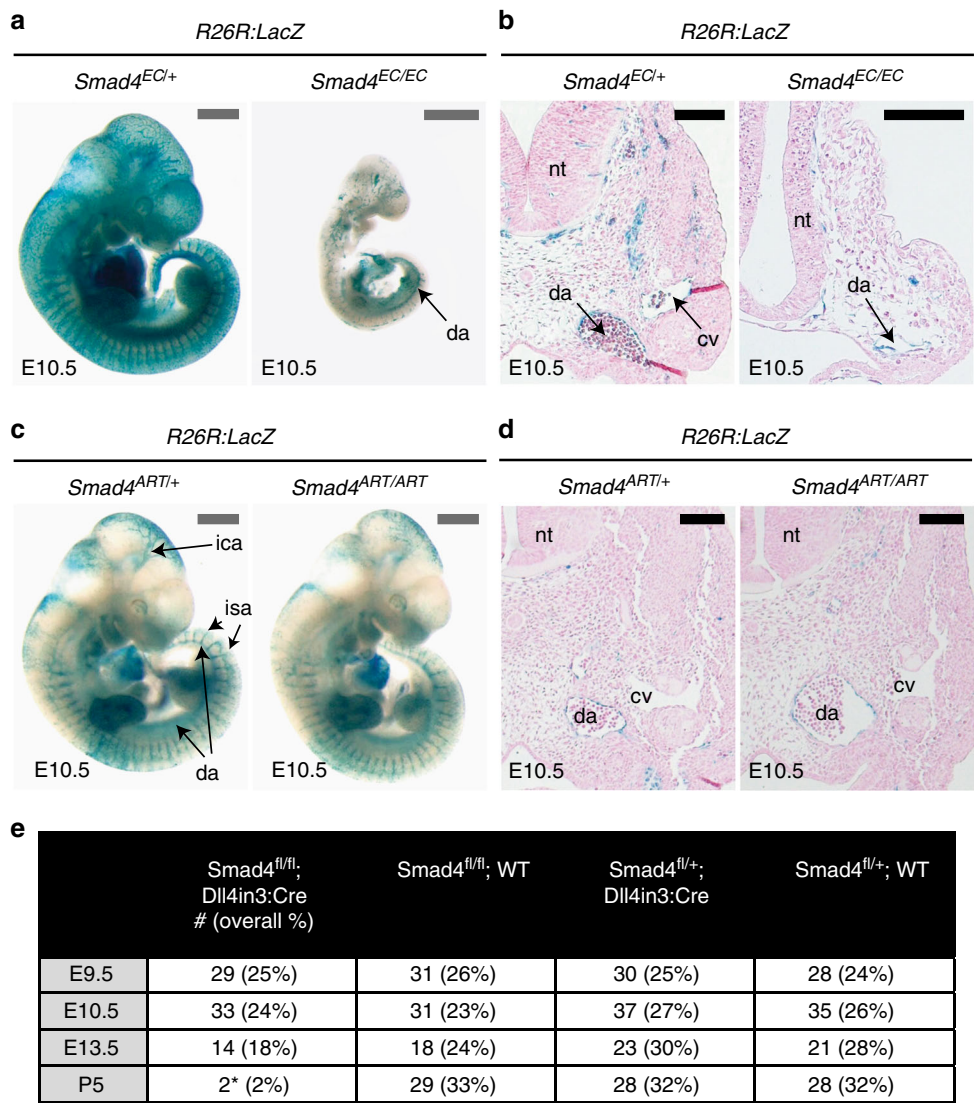 a
R26R:LacZ
Smad4EC/+
Smad4EC/EC
da
E10.5
b
R26R:LacZ
Smad4EC/+
Smad4EC/EC
nt
nt
da
da
cv
E10.5
E10.5
c
R26R:LacZ
Smad4ART/+
Smad4ART/ART
ica
isa
da
E10.5
d
R26R:LacZ
Smad4ART/+
Smad4ART/ART
nt
nt
cv
cv
da
da
E10.5
E10.5
e
Smad4fl/fl; Smad4fl/fl; WT Smad4fl/+; Smad4fl/+; WT
Dll4in3:Cre Dll4in3:Cre
# (overall %)
E9.5 29 (25%) 31 (26%) 30 (25%) 28 (24%)
E10.5 33 (24%) 31 (23%) 37 (27%) 35 (26%)
E13.5 14 (18%) 18 (24%) 23 (30%) 21 (28%)
P5 2* (2%) 29 (33%) 28 (32%) 28 (32%)